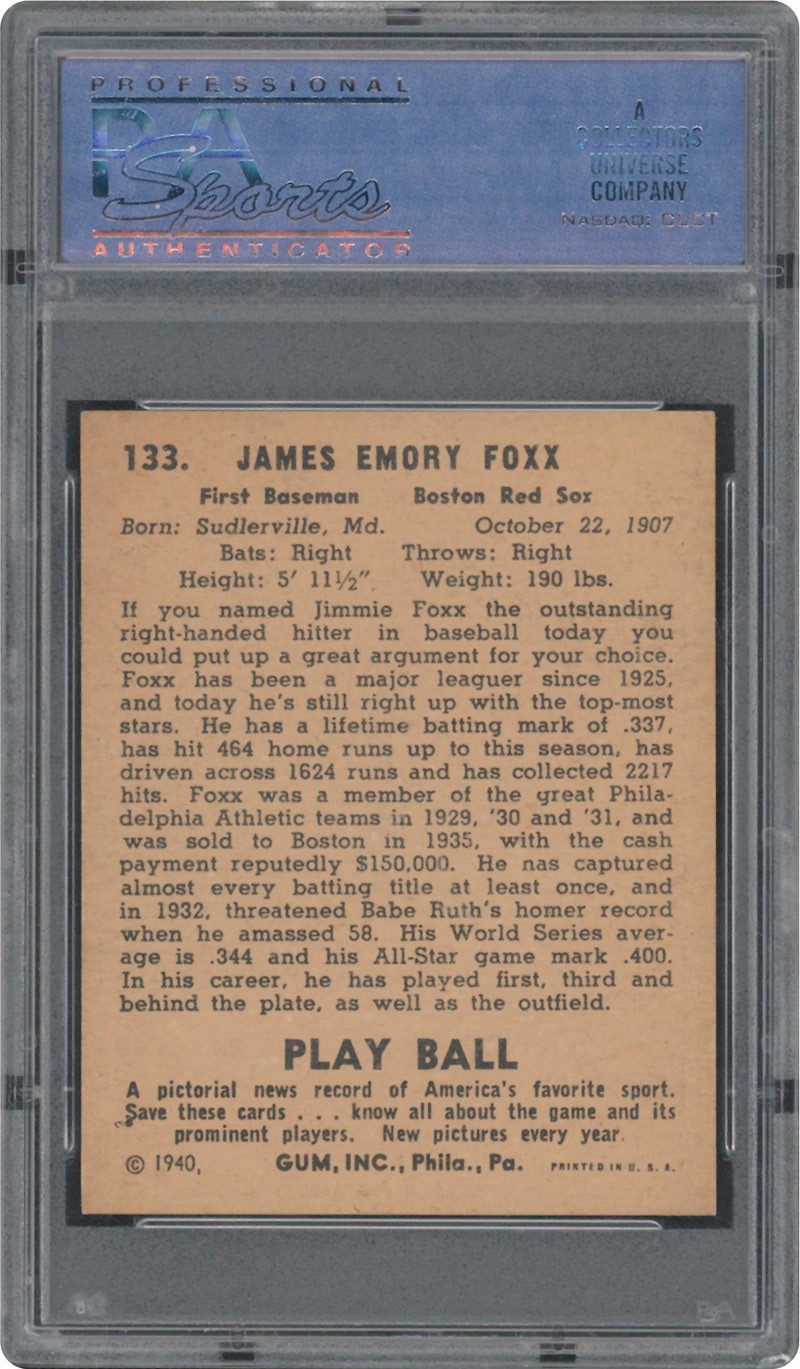 PROFESSIONAL
PSA
Sports
AUTHENTICATOR
A
COLLECTORS
UNIVERSE
COMPANY
NASDAQ: CLCT
133. JAMES EMORY FOXX
First Baseman Boston Red Sox
Born: Sudlerville, Md. October 22, 1907
Bats: Right Throws: Right
Height: 5' 11½" Weight: 190 lbs.
If you named Jimmie Foxx the outstanding
right-handed hitter in baseball today you
could put up a great argument for your choice.
Foxx has been a major leaguer since 1925,
and today he's still right up with the top-most
stars. He has a lifetime batting mark of .337,
has hit 464 home runs up to this season, has
driven across 1624 runs and has collected 2217
hits. Foxx was a member of the great Phila-
delphia Athletic teams in 1929, '30 and '31, and
was sold to Boston in 1935, with the cash
payment reputedly $150,000. He has captured
almost every batting title at least once, and
in 1932, threatened Babe Ruth's homer record
when he amassed 58. His World Series aver-
age is .344 and his All-Star game mark .400.
In his career, he has played first, third and
behind the plate, as well as the outfield.
PLAY BALL
A pictorial news record of America's favorite sport.
Save these cards . . . know all about the game and its
prominent players. New pictures every year.
© 1940, GUM, INC., Phila., Pa. PRINTED IN U. S. A.
PSA